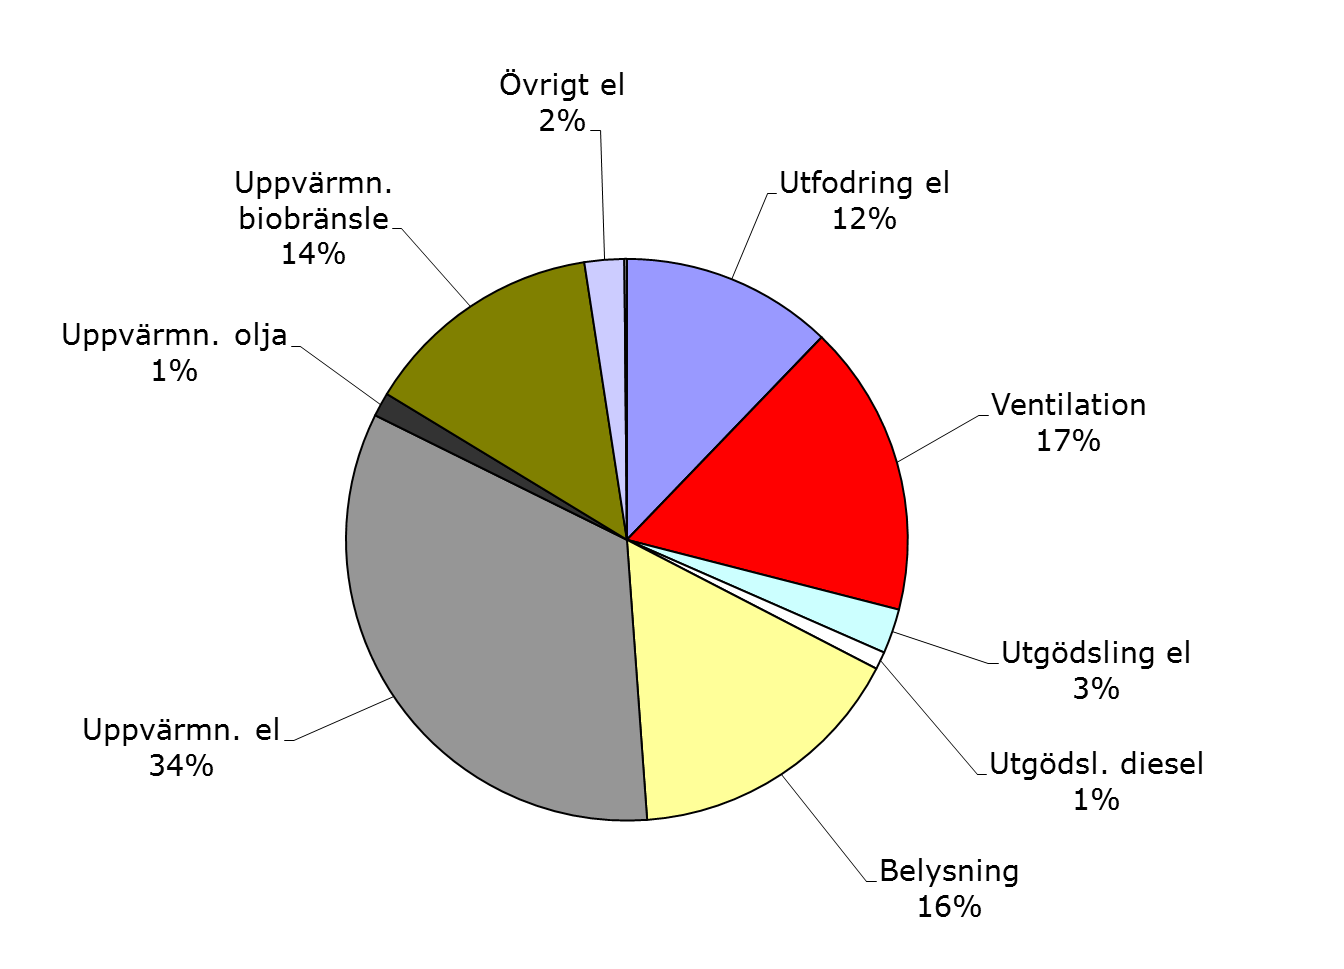 Övrigt el
2%
Utfodring el
12%
Uppvärmn.
biobränsle
14%
Uppvärmn. olja
1%
Ventilation
17%
Utgödsling el
3%
Uppvärmn. el
34%
Utgödsl. diesel
1%
Belysning
16%